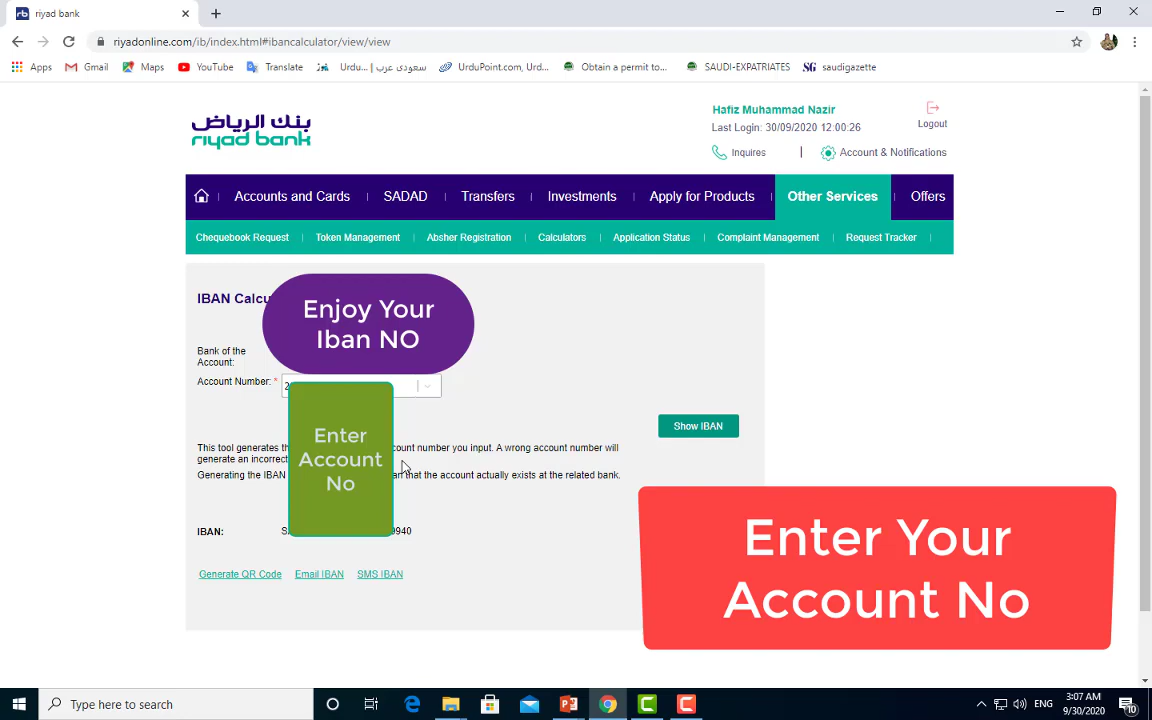 riyad bank
riyadonline.com/ib/index.html#ibancalculator/view/view
Apps
Gmail
Maps
YouTube
Translate
Urdu... | سعودی عرب
UrduPoint.com, Urd...
Obtain a permit to...
SAUDI-EXPATRIATES
SG saudigazette
بنك الرياض
riyad bank
Hafiz Muhammad Nazir
Last Login: 30/09/2020 12:00:26
Logout
Inquires
Account & Notifications
Accounts and Cards
SADAD
Transfers
Investments
Apply for Products
Other Services
Offers
Chequebook Request
Token Management
Absher Registration
Calculators
Application Status
Complaint Management
Request Tracker
IBAN Calcu
Enjoy Your
Iban NO
Bank of the
Account:
Account Number: *
2
Enter
Account
No
Show IBAN
This tool generates th
count number you input. A wrong account number will
generate an incorrect
Generating the IBAN
an that the account actually exists at the related bank.
IBAN:
S
9940
Generate QR Code
Email IBAN
SMS IBAN
Enter Your
Account No
Type here to search
ENG
3:07 AM
9/30/2020
10